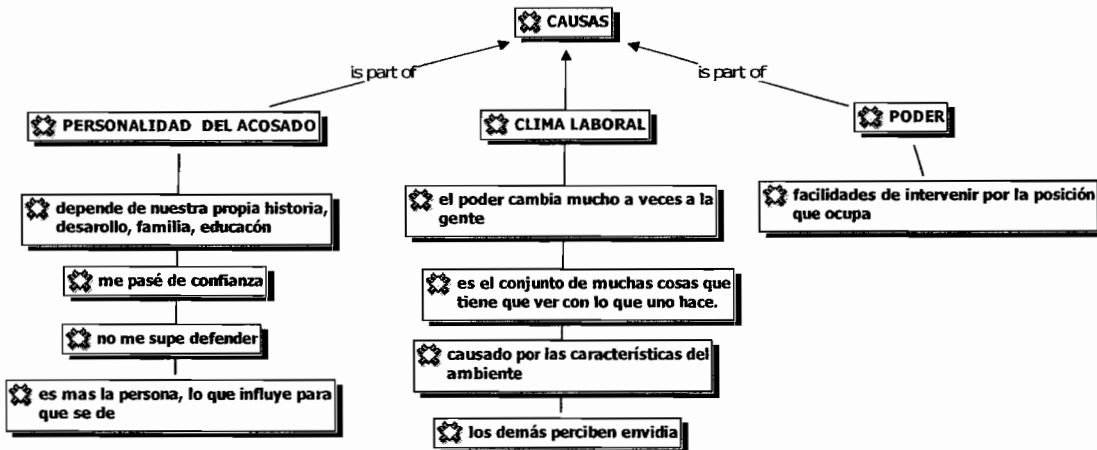 CAUSAS
is part of
is part of
PERSONALIDAD DEL ACOSADO
CLIMA LABORAL
PODER
depende de nuestra propia historia,
desarollo, familia, educacón
me pasé de confianza
no me supe defender
es mas la persona, lo que influye para
que se de
el poder cambia mucho a veces a la
gente
es el conjunto de muchas cosas que
tiene que ver con lo que uno hace.
causado por las características del
ambiente
los demás perciben envidia
facilidades de intervenir por la posición
que ocupa